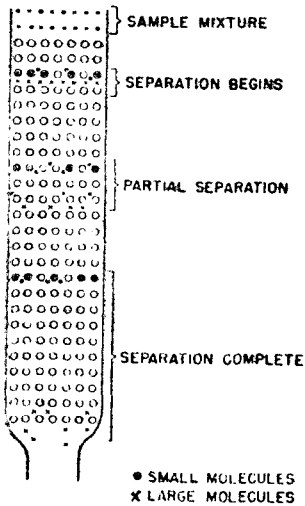 SAMPLE MIXTURE
SEPARATION BEGINS
PARTIAL SEPARATION
SEPARATION COMPLETE
SMALL MOLECULES
LARGE MOLECULES